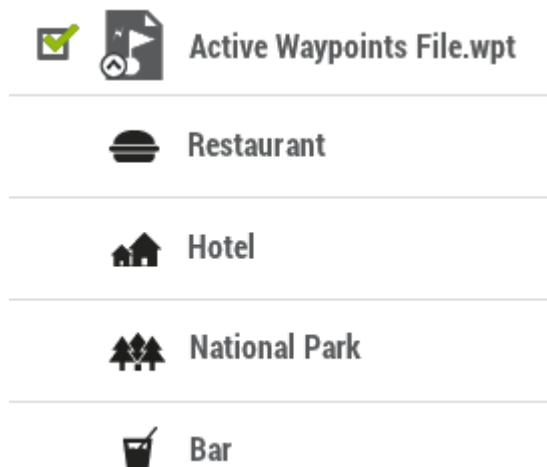 Active Waypoints File.wpt
Restaurant
Hotel
National Park
Bar